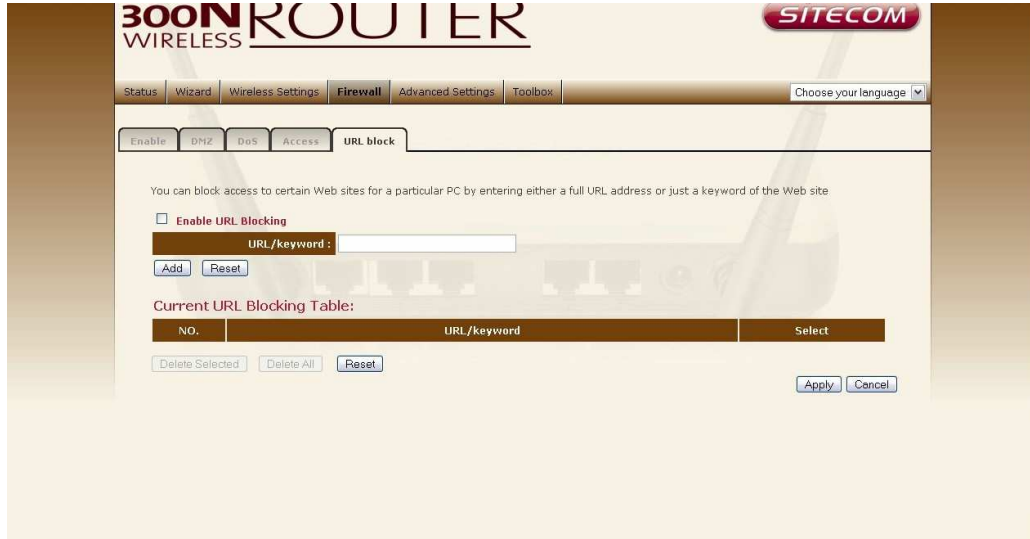 300N ROUTER
WIRELESS
SITECOM
Status Wizard Wireless Settings Firewall Advanced Settings Toolbox Choose your language
Enable DMZ DoS Access URL block
You can block access to certain Web sites for a particular PC by entering either a full URL address or just a keyword of the Web site
Enable URL Blocking
URL/keyword :
Add Reset
Current URL Blocking Table:
NO. URL/keyword Select
Delete Selected Delete All Reset
Apply Cancel